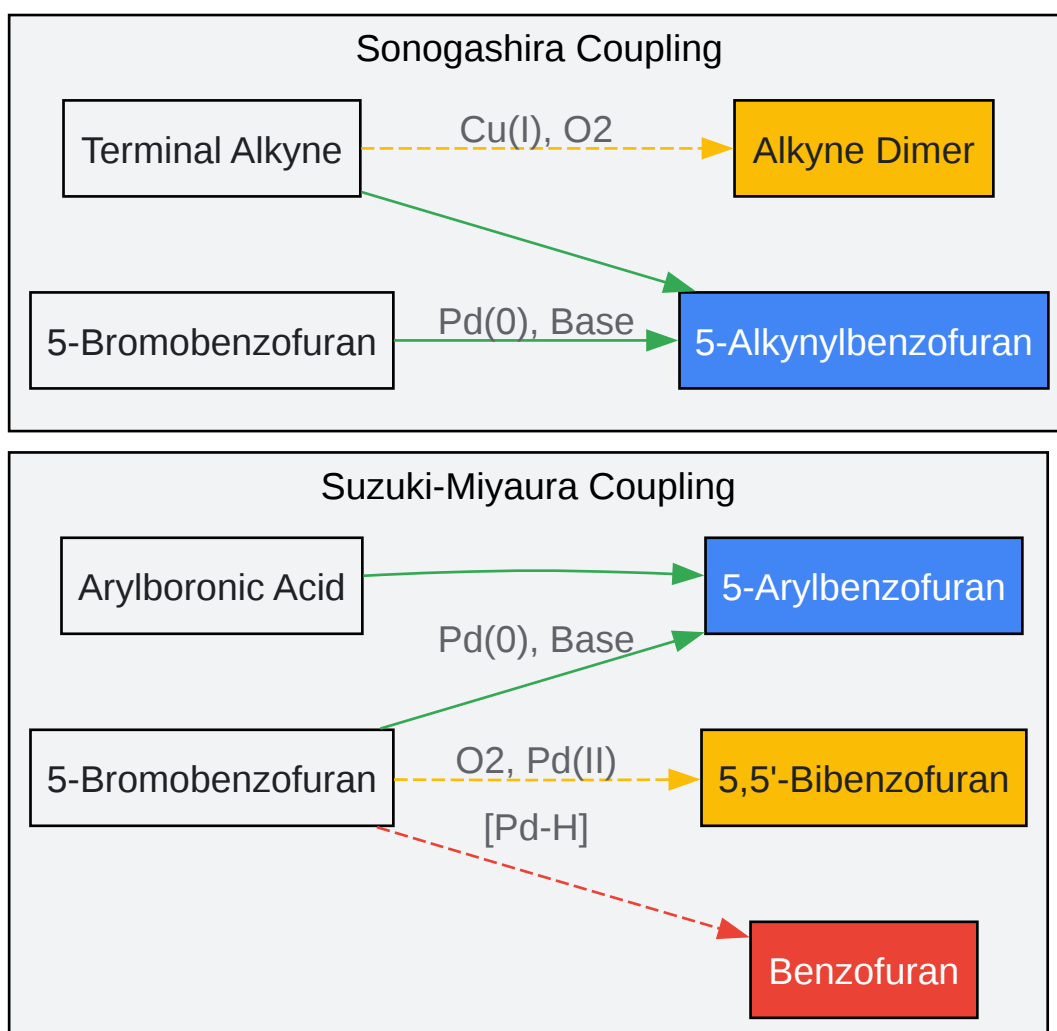 Sonogashira Coupling
Terminal Alkyne
Cu(I), O2
Alkyne Dimer
5-Bromobenzofuran
Pd(0), Base
5-Alkynylbenzofuran
Suzuki-Miyaura Coupling
Arylboronic Acid
5-Arylbenzofuran
Pd(0), Base
5-Bromobenzofuran
O2, Pd(II)
5,5'-Bibenzofuran
[Pd-H]
Benzofuran